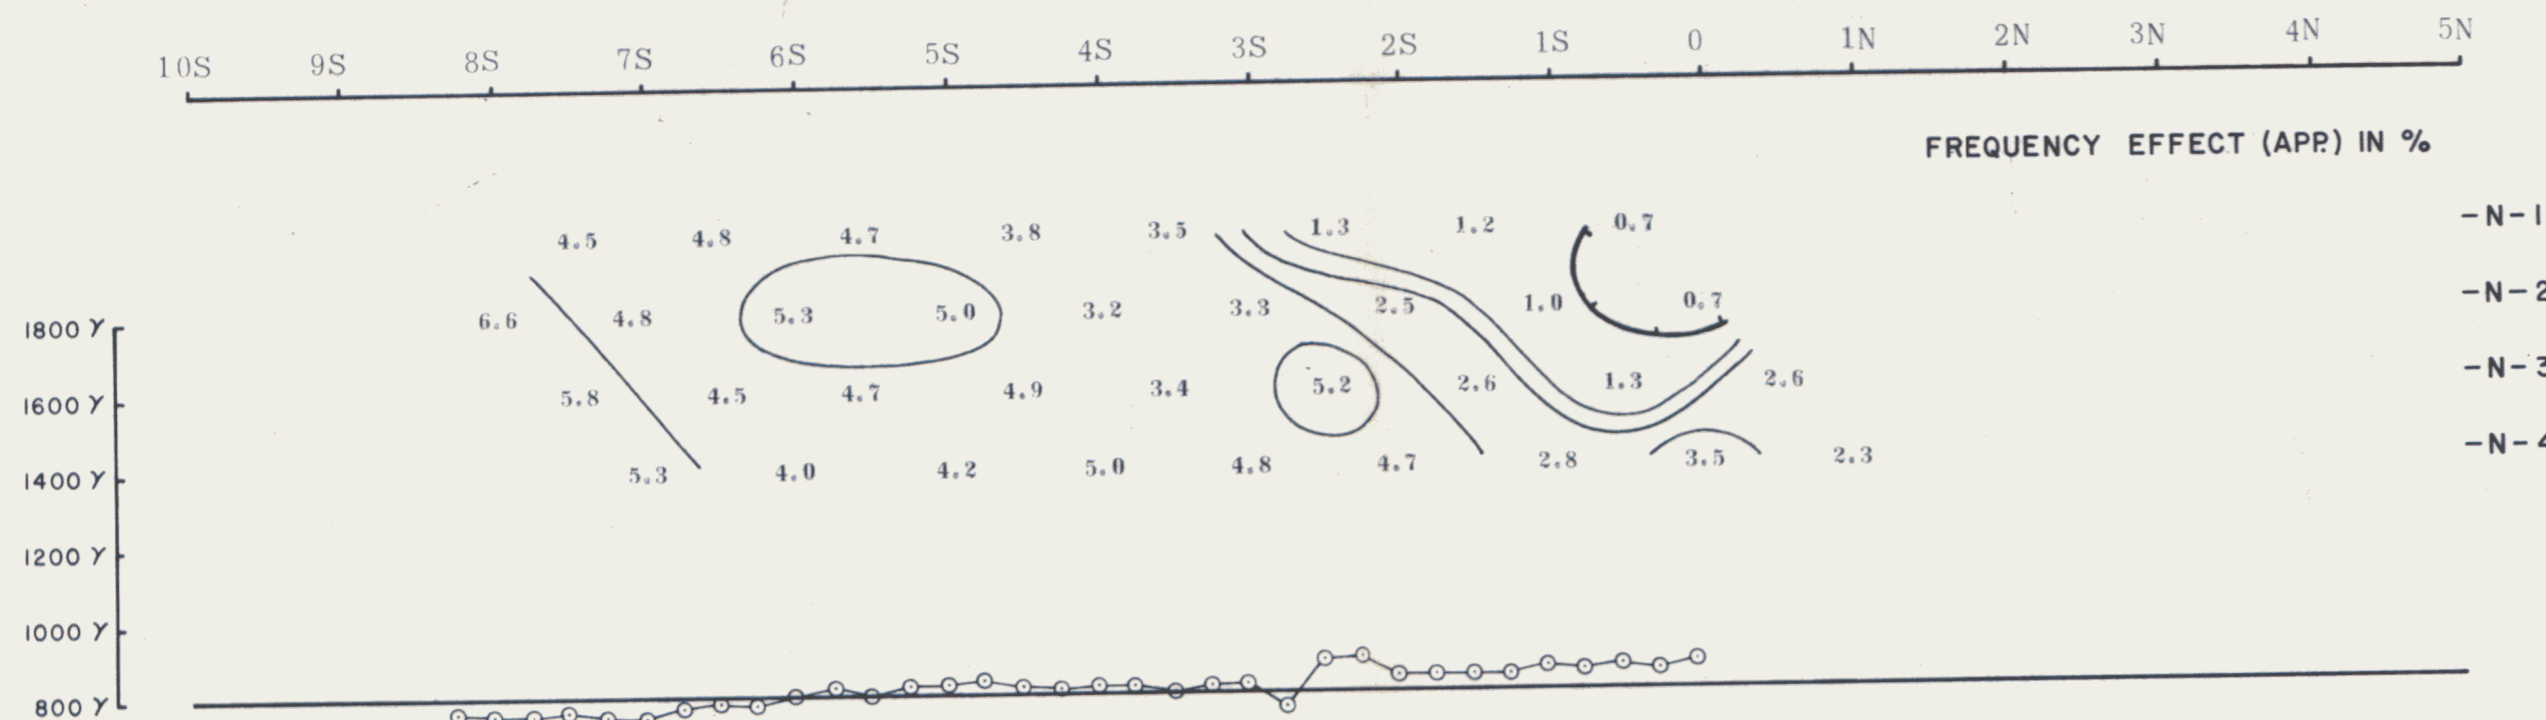 10S 9S 8S 7S 6S 5S 4S 3S 2S 1S 0 1N 2N 3N 4N 5N
FREQUENCY EFFECT (APP.) IN %
4.5 4.8 4.7 3.8 3.5 1.3 1.2 0.7 -N-1
6.6 4.8 5.3 5.0 3.2 3.3 2.5 1.0 0.7 -N-2
1800 γ
5.8 4.5 4.7 4.9 3.4 5.2 2.6 1.3 2.6 -N-3
1600 γ
5.3 4.0 4.2 5.0 4.8 4.7 2.8 3.5 2.3 -N-4
1400 γ
1200 γ
1000 γ
800 γ